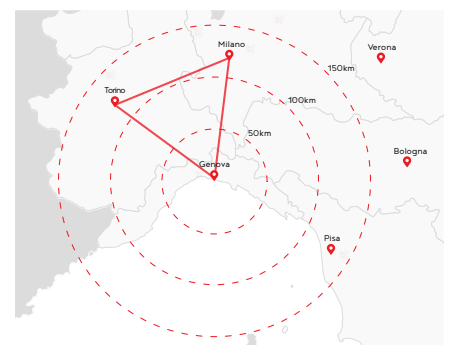 Milano
Verona
150km
Torino
100km
50km
Bologna
Genova
Pisa